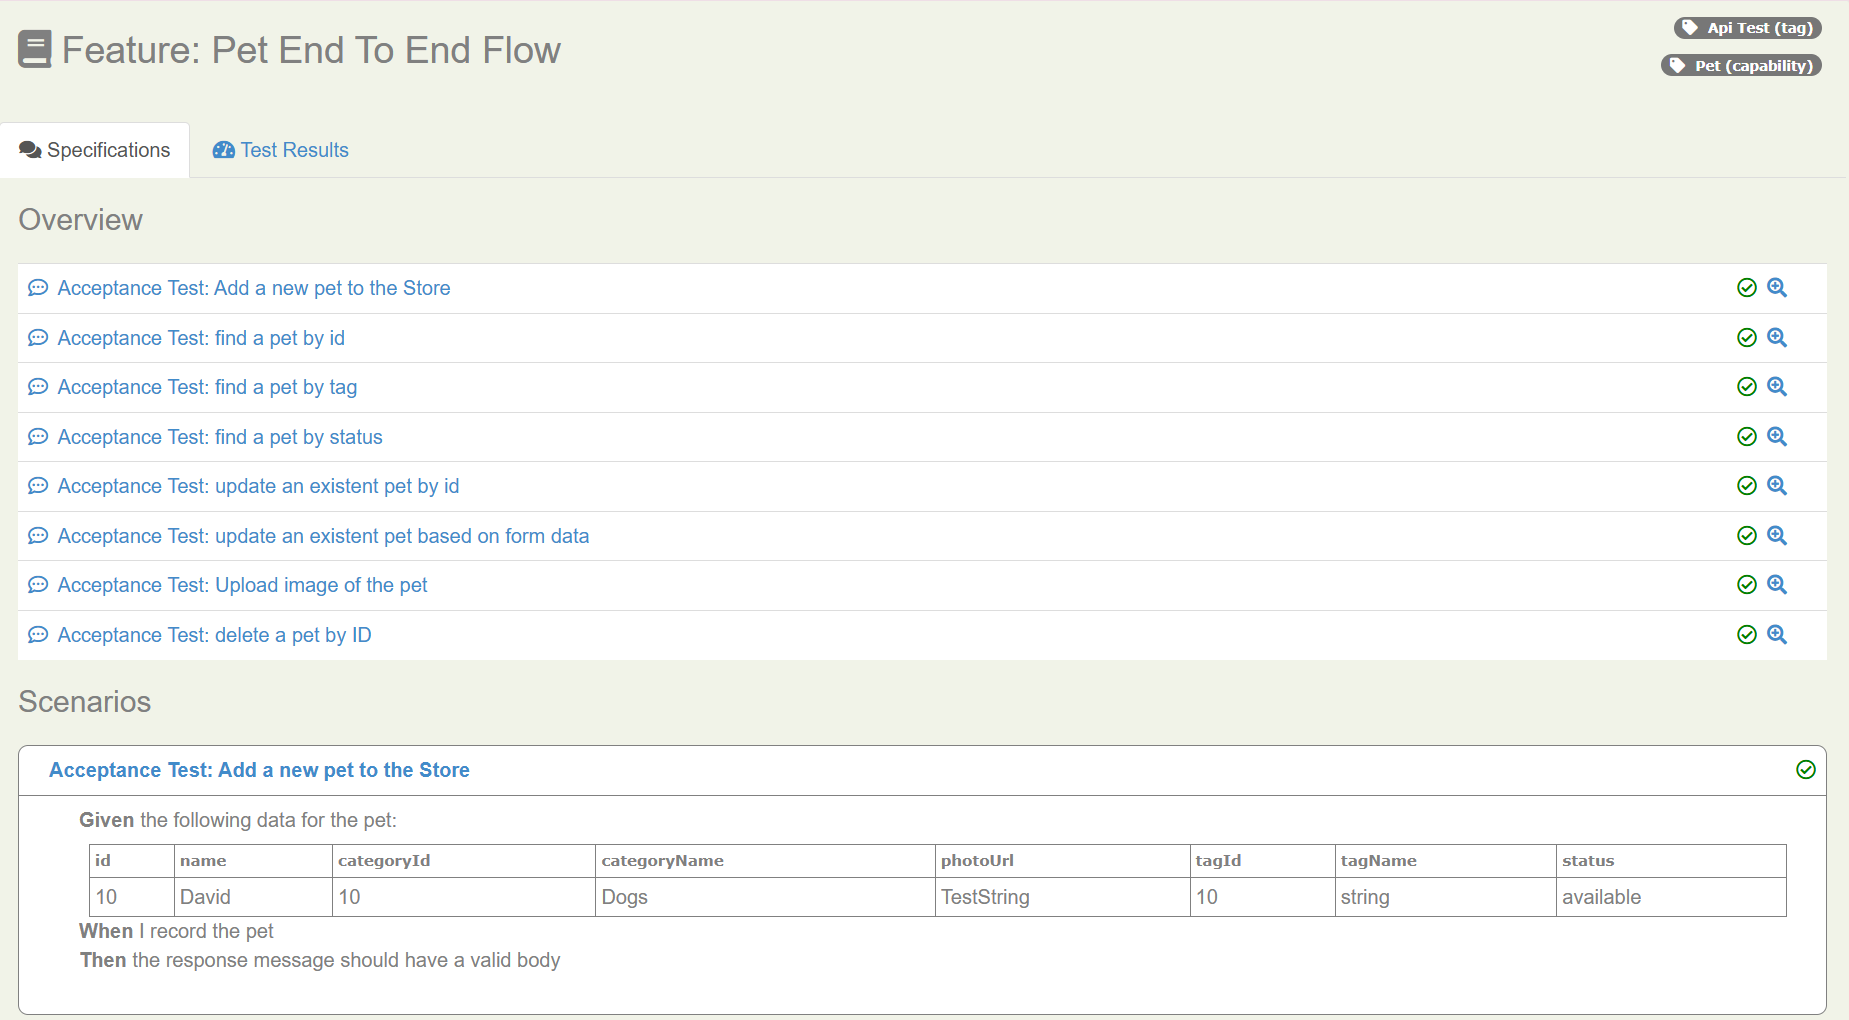 Feature: Pet End To End Flow
Api Test (tag)
Pet (capability)
Specifications
Test Results
Overview
Acceptance Test: Add a new pet to the Store
Acceptance Test: find a pet by id
Acceptance Test: find a pet by tag
Acceptance Test: find a pet by status
Acceptance Test: update an existent pet by id
Acceptance Test: update an existent pet based on form data
Acceptance Test: Upload image of the pet
Acceptance Test: delete a pet by ID
Scenarios
Acceptance Test: Add a new pet to the Store
Given the following data for the pet:
id name categoryId categoryName photoUrl tagId tagName status
10 David 10 Dogs TestString 10 string available
When I record the pet
Then the response message should have a valid body